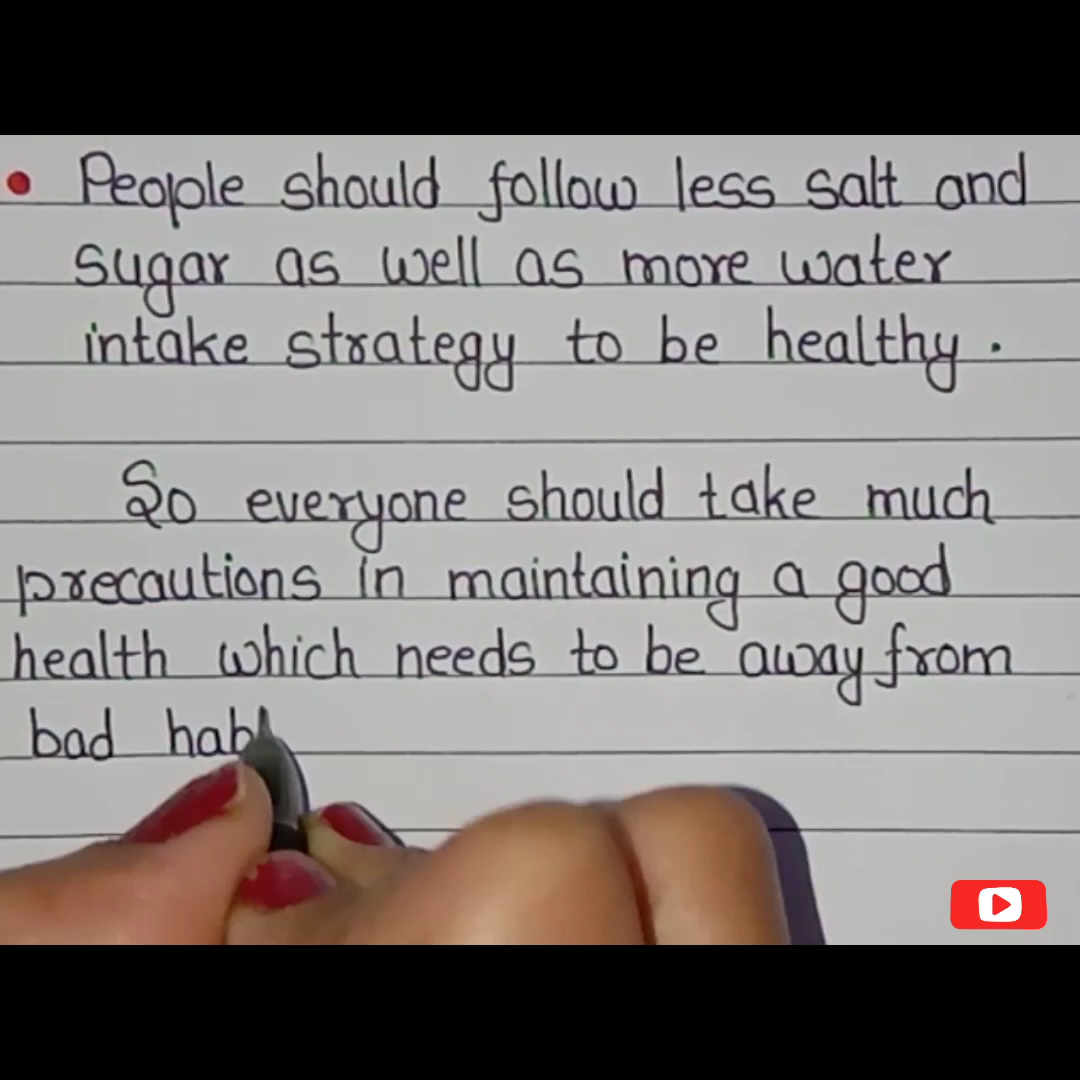 People should follow less salt and
sugar as well as more water
intake strategy to be healthy.
So everyone should take much
precautions in maintaining a good
health which needs to be away from
bad hab